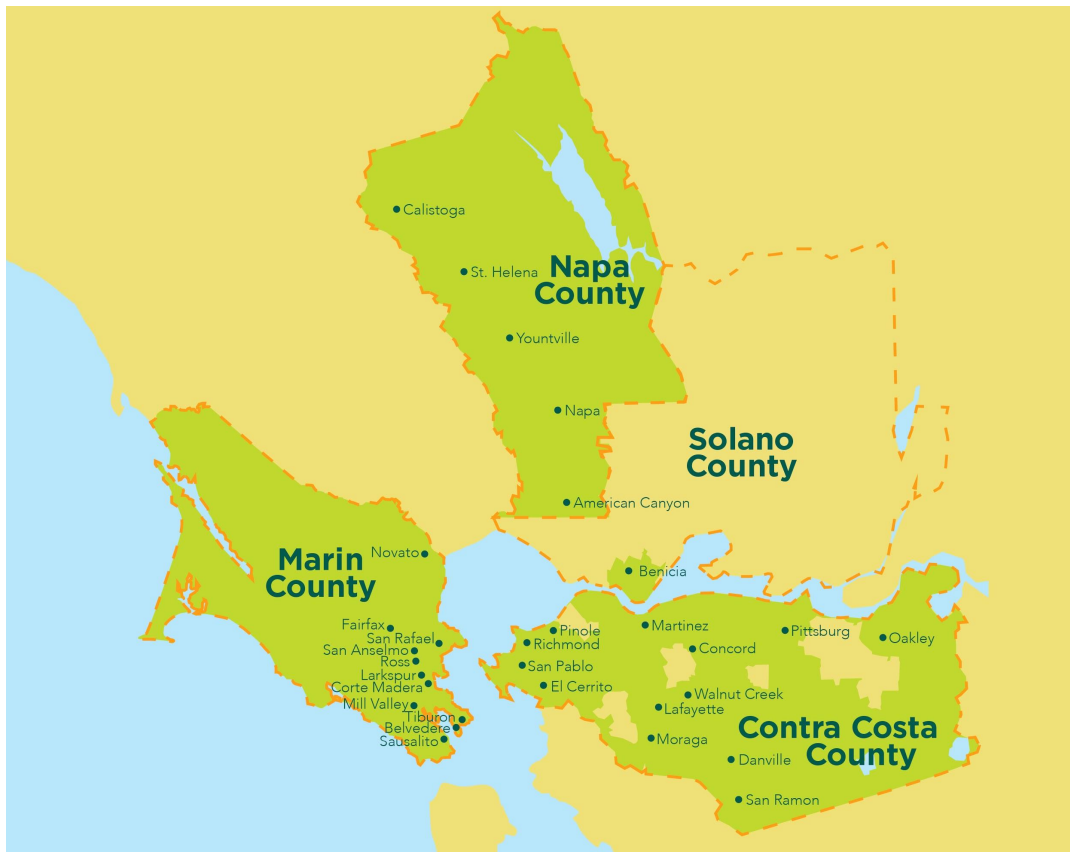 Calistoga
St. Helena
Napa
County
Yountville
Napa
Solano
County
American Canyon
Novato
Marin
County
Benicia
Fairfax
San Rafael
San Anselmo
Ross
Larkspur
Corte Madera
Mill Valley
Tiburon
Belvedere
Sausalito
Pinole
Richmond
San Pablo
El Cerrito
Martinez
Pittsburg
Oakley
Concord
Walnut Creek
Lafayette
Contra Costa
County
Moraga
Danville
San Ramon